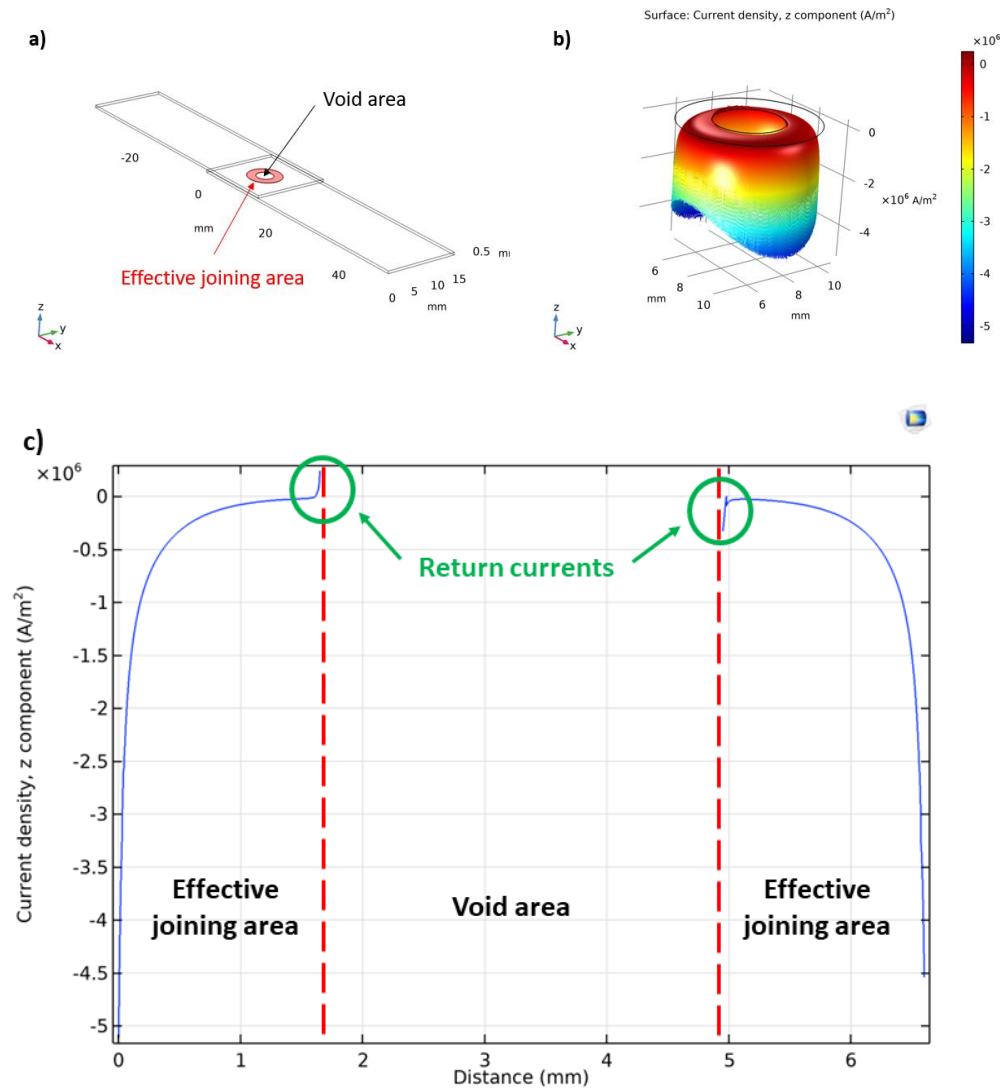 a)
Void area
-20
0
mm
20
Effective joining area
40
0.5
15
10
5
0
mm
z
y
x
b)
Surface: Current density, z component (A/m²)
×10⁶
0
-1
-2
-3
-4
-5
0
-2
×10⁶ A/m²
-4
6
8
10
mm
10
8
6
mm
z
y
x
c)
×10⁶
0
-0.5
-1
-1.5
-2
-2.5
-3
-3.5
-4
-4.5
-5
Current density, z component (A/m²)
Return currents
Effective
joining area
Void area
Effective
joining area
0 1 2 3 4 5 6
Distance (mm)